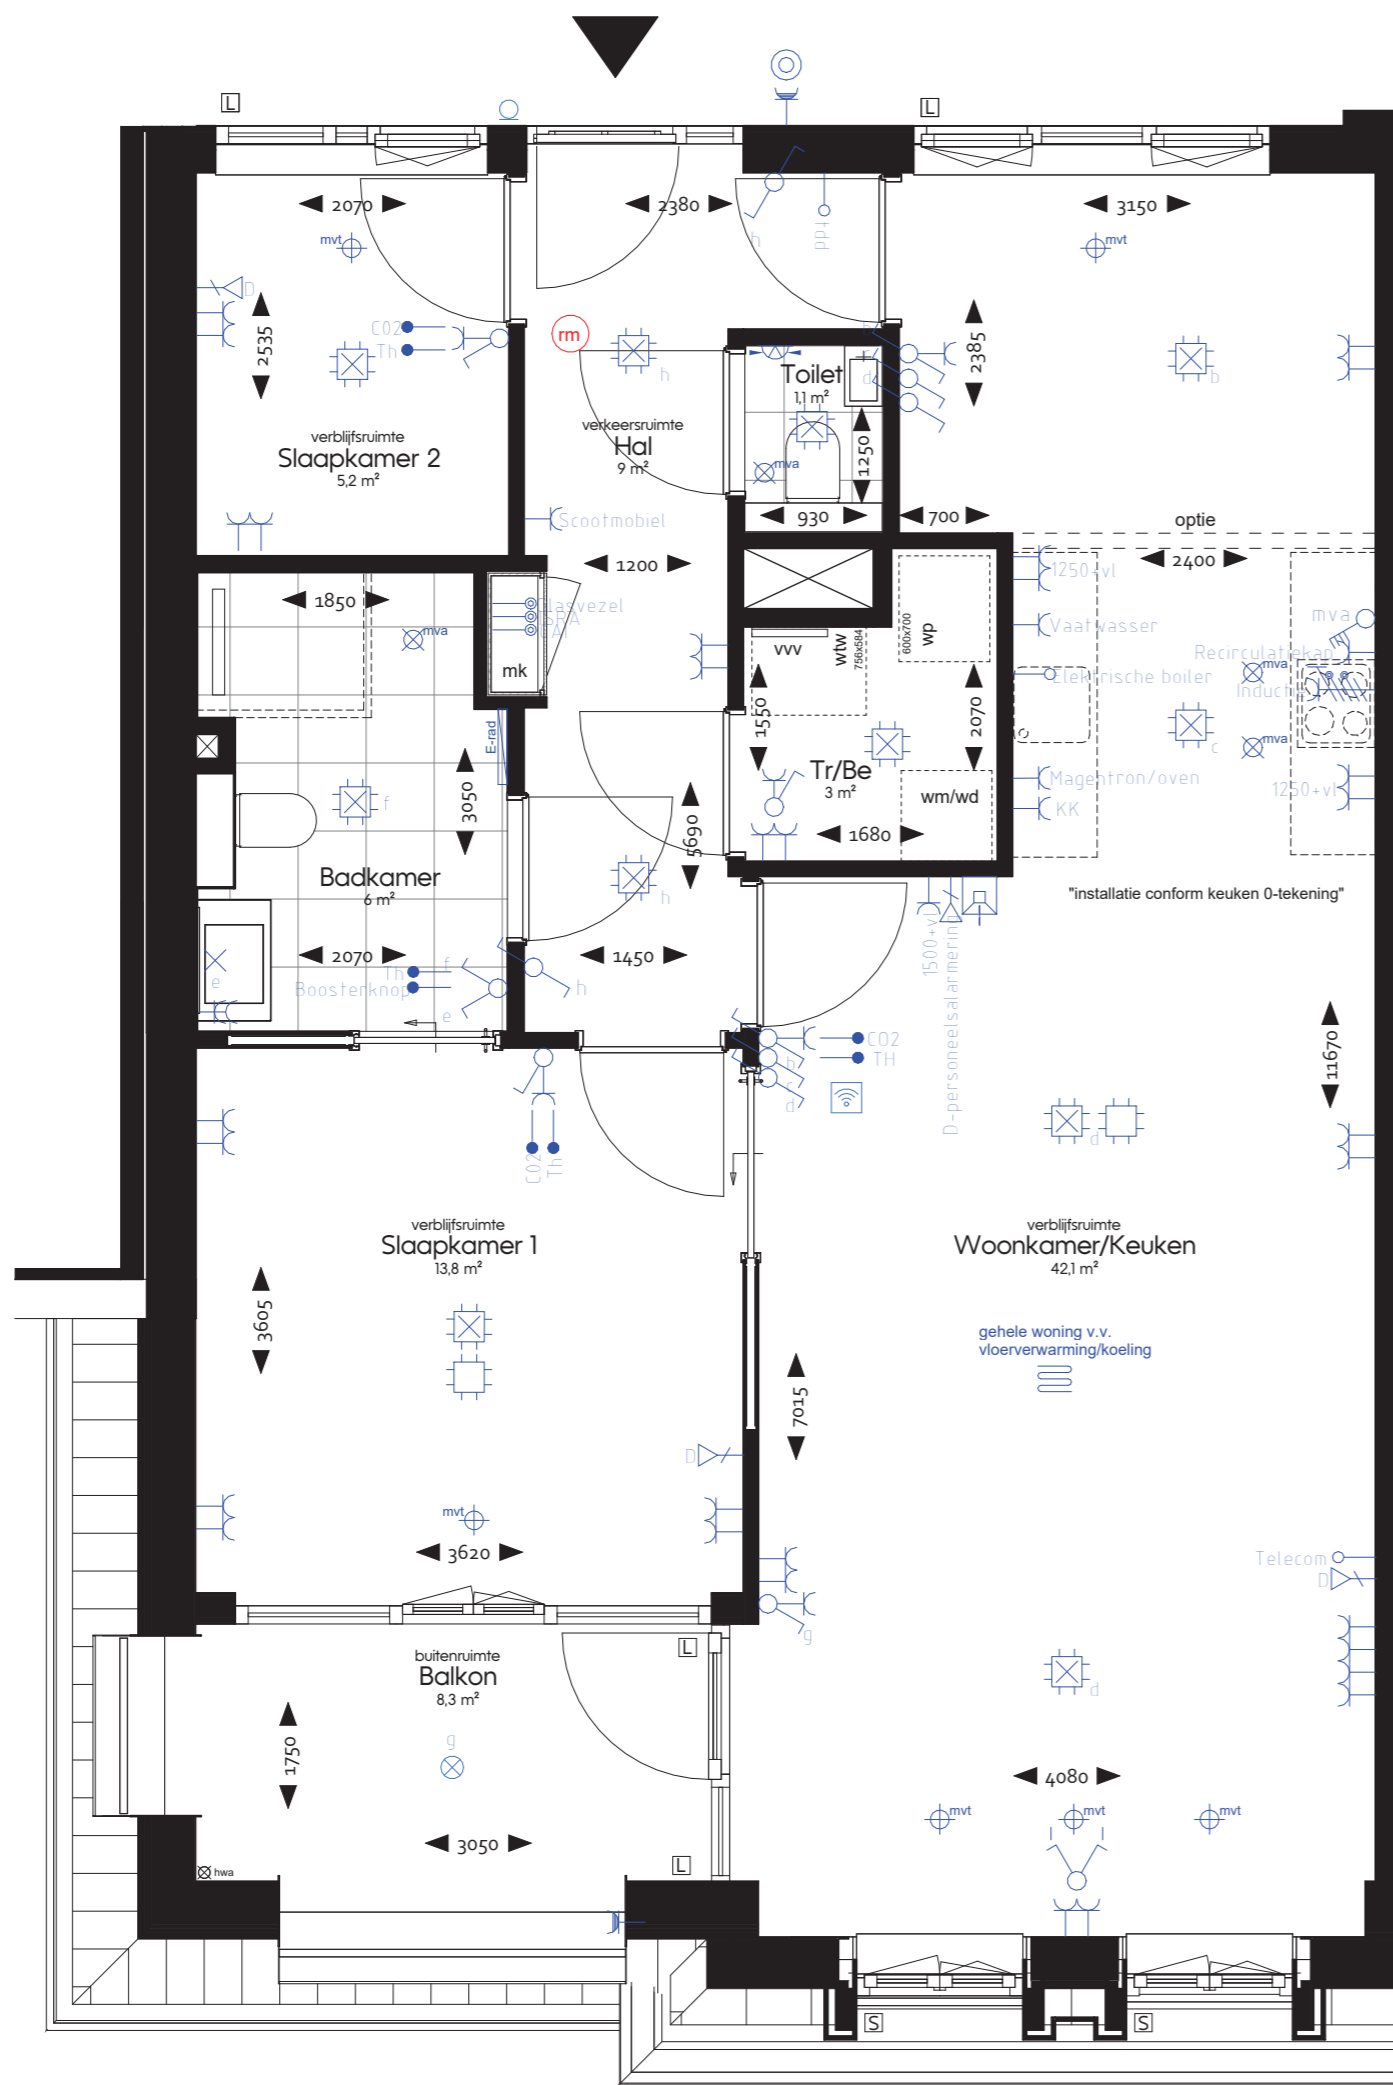 L
L
2070
2380
3150
mvt
mvt
h
pdd+
D
2535
CO2
Th
rm
h
2385
b
Toilet
1,1 m²
d
verblijfsruimte
Slaapkamer 2
5,2 m²
verkeersruimte
Hal
9 m²
mva
1250
Scootmobiel
930
700
optie
1200
2400
1250+vl
1850
mva
Glasvezel
mk
vvv
wtw
756x584
600x700
wp
Vaatwasser
mva
Recirculatiekap
mva
Elektrische boiler
Inductie
E-rad
1550
2070
c
mva
Tr/Be
3 m²
Magentron/oven
1250+vl
f
3050
wm/wd
KK
1680
5690
Badkamer
6 m²
h
"installatie conform keuken 0-tekening"
1500+vl
D-personeelsalarmering
2070
1450
Th
f
Boosterknop
e
h
e
11670
CO2
TH
b
c
d
d
CO2
Th
verblijfsruimte
Slaapkamer 1
13,8 m²
verblijfsruimte
Woonkamer/Keuken
42,1 m²
3605
gehele woning v.v.
vloerverwarming/koeling
7015
D
mvt
3620
Telecom
D
g
buitenruimte
Balkon
8,3 m²
L
d
g
1750
4080
mvt
mvt
mvt
3050
L
hwa
S
S